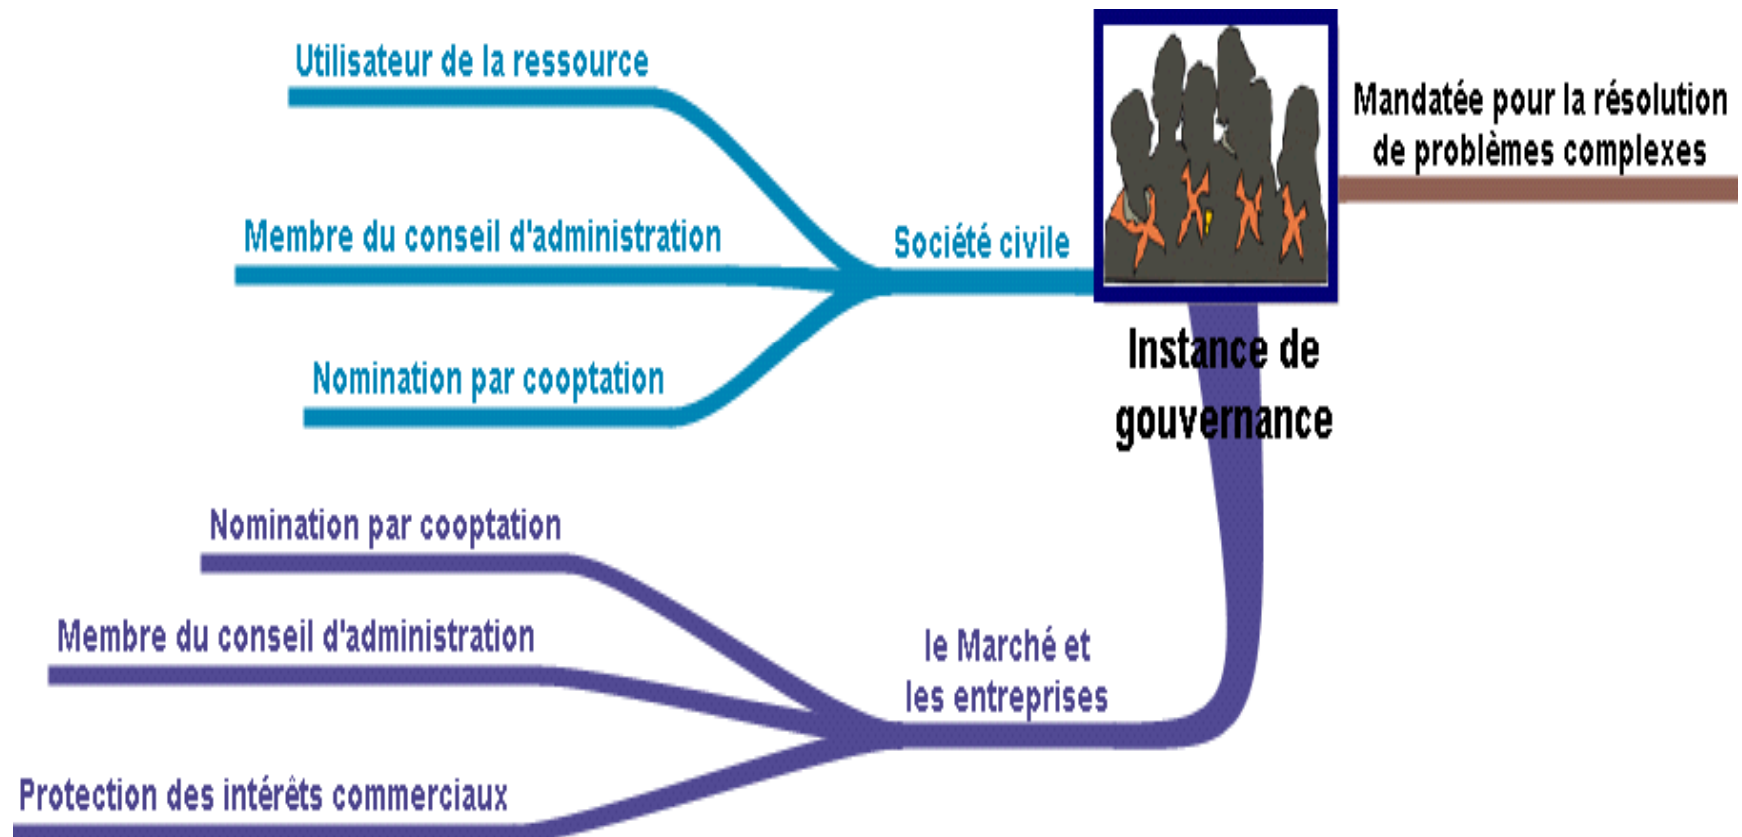 Utilisateur de la ressource
Membre du conseil d'administration
Nomination par cooptation
Société civile
Mandatée pour la résolution
de problèmes complexes
Instance de
gouvernance
Nomination par cooptation
Membre du conseil d'administration
Protection des intérêts commerciaux
le Marché et
les entreprises